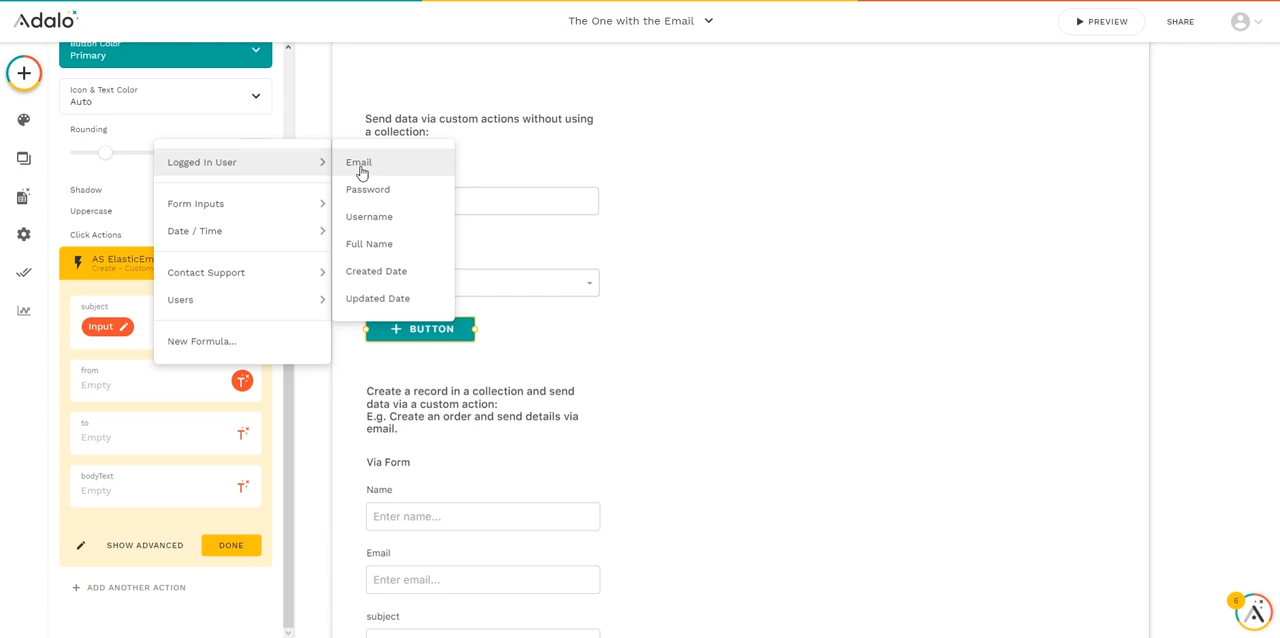 Adalo
The One with the Email
PREVIEW
SHARE
Button Color
Primary
Icon & Text Color
Auto
Rounding
Shadow
Uppercase
Click Actions
AS ElasticEm
Create - Custom
subject
Input
from
Empty
to
Empty
bodyText
Empty
SHOW ADVANCED
DONE
ADD ANOTHER ACTION
Logged In User
Form Inputs
Date / Time
Contact Support
Users
New Formula...
Email
Password
Username
Full Name
Created Date
Updated Date
Send data via custom actions without using
a collection:
BUTTON
Create a record in a collection and send
data via a custom action:
E.g. Create an order and send details via
email.
Via Form
Name
Enter name...
Email
Enter email...
subject
6